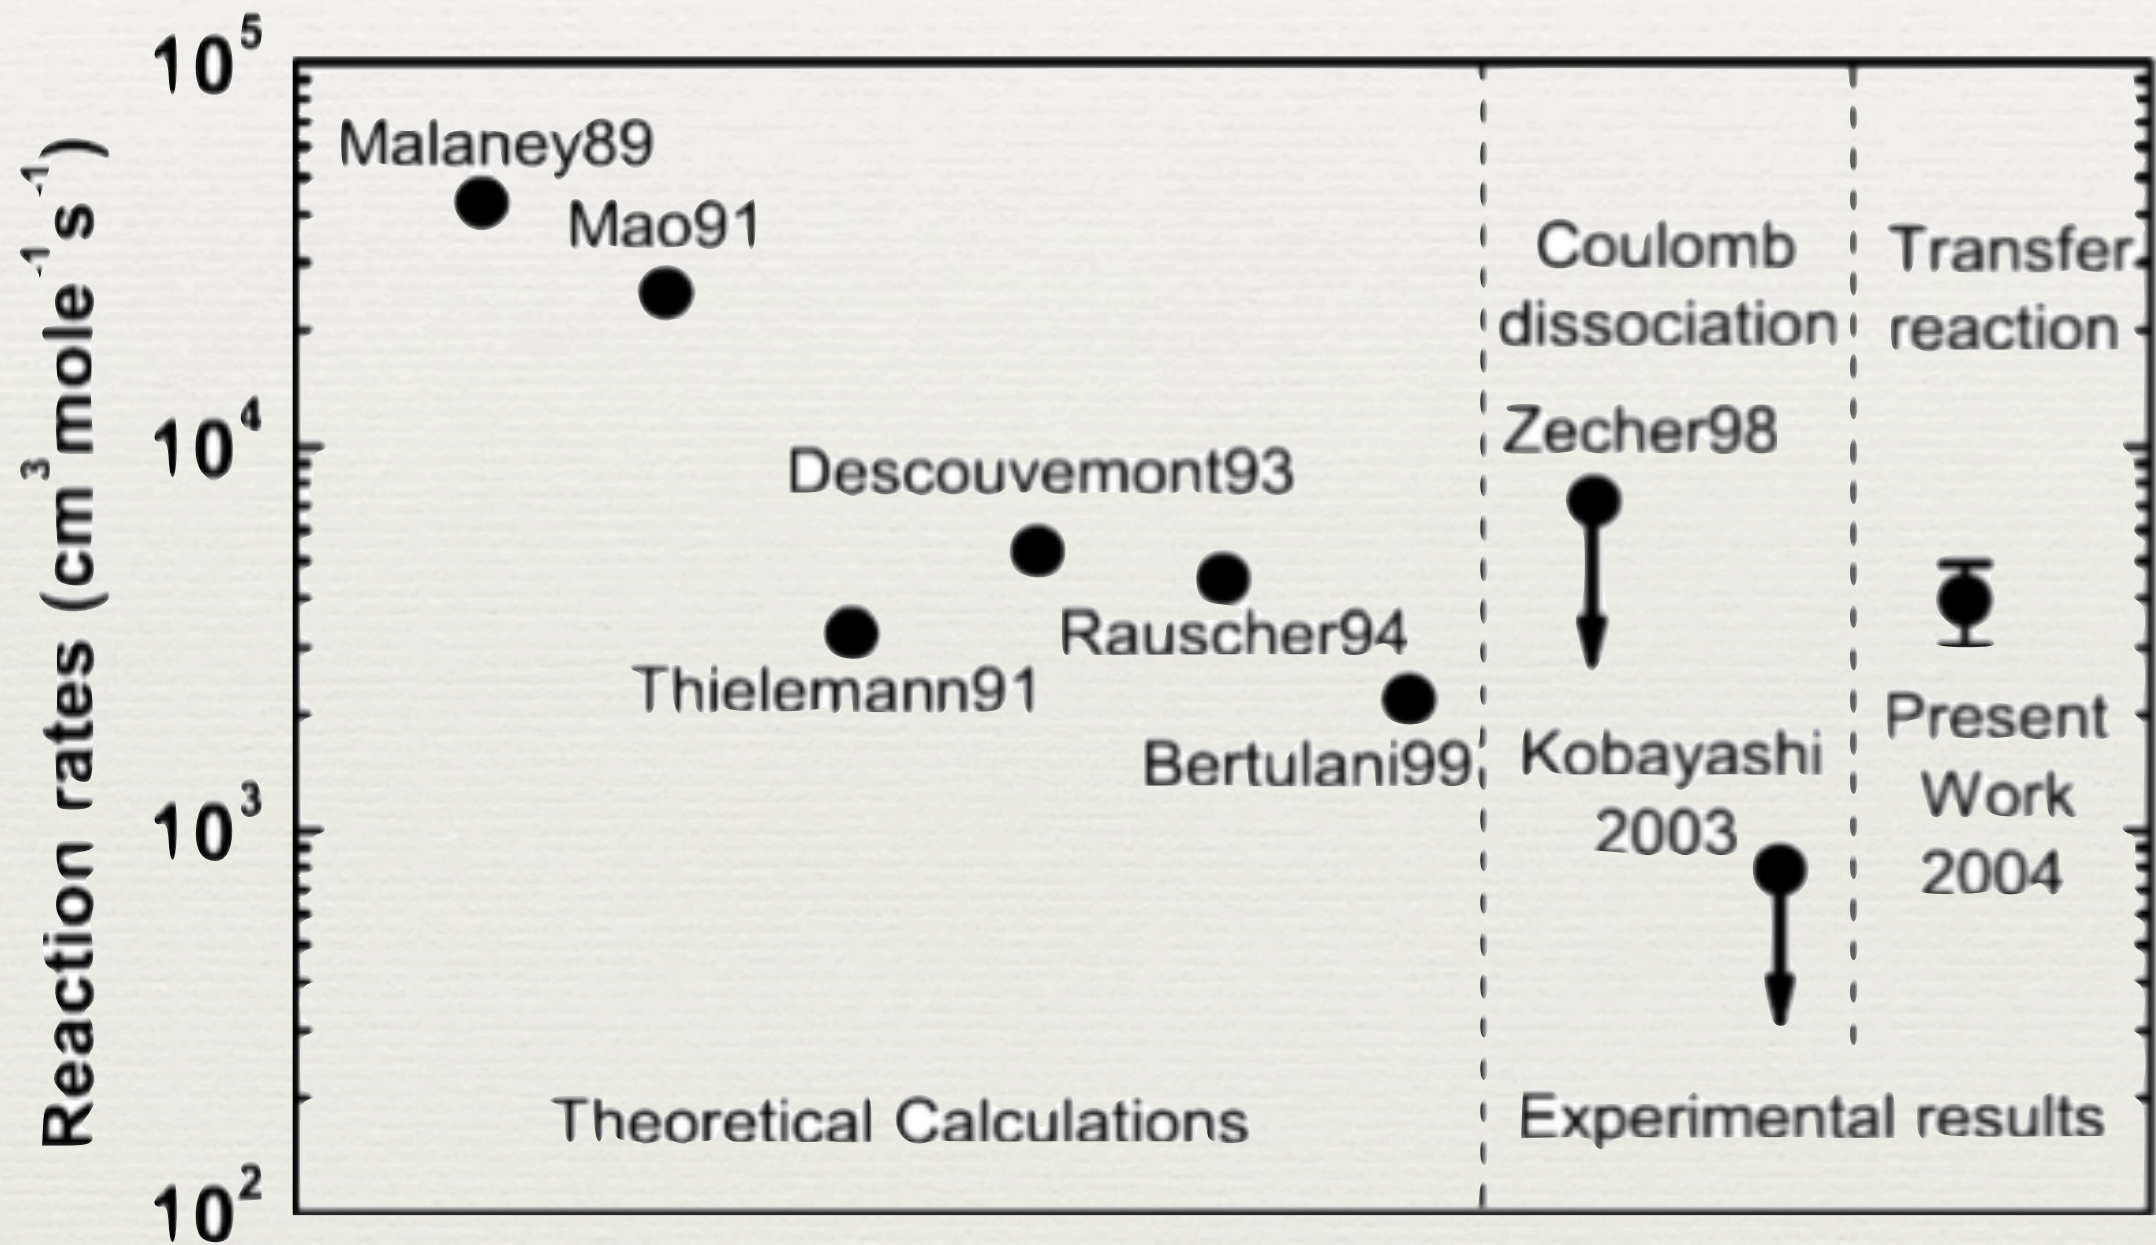 10^5
10^4
10^3
10^2
Reaction rates (cm^3 mole^-1 s^-1)
Malaney89
Mao91
Descouvemont93
Rauscher94
Thielemann91
Bertulani99
Theoretical Calculations
Coulomb
dissociation
Zecher98
Kobayashi
2003
Transfer
reaction
Present
Work
2004
Experimental results